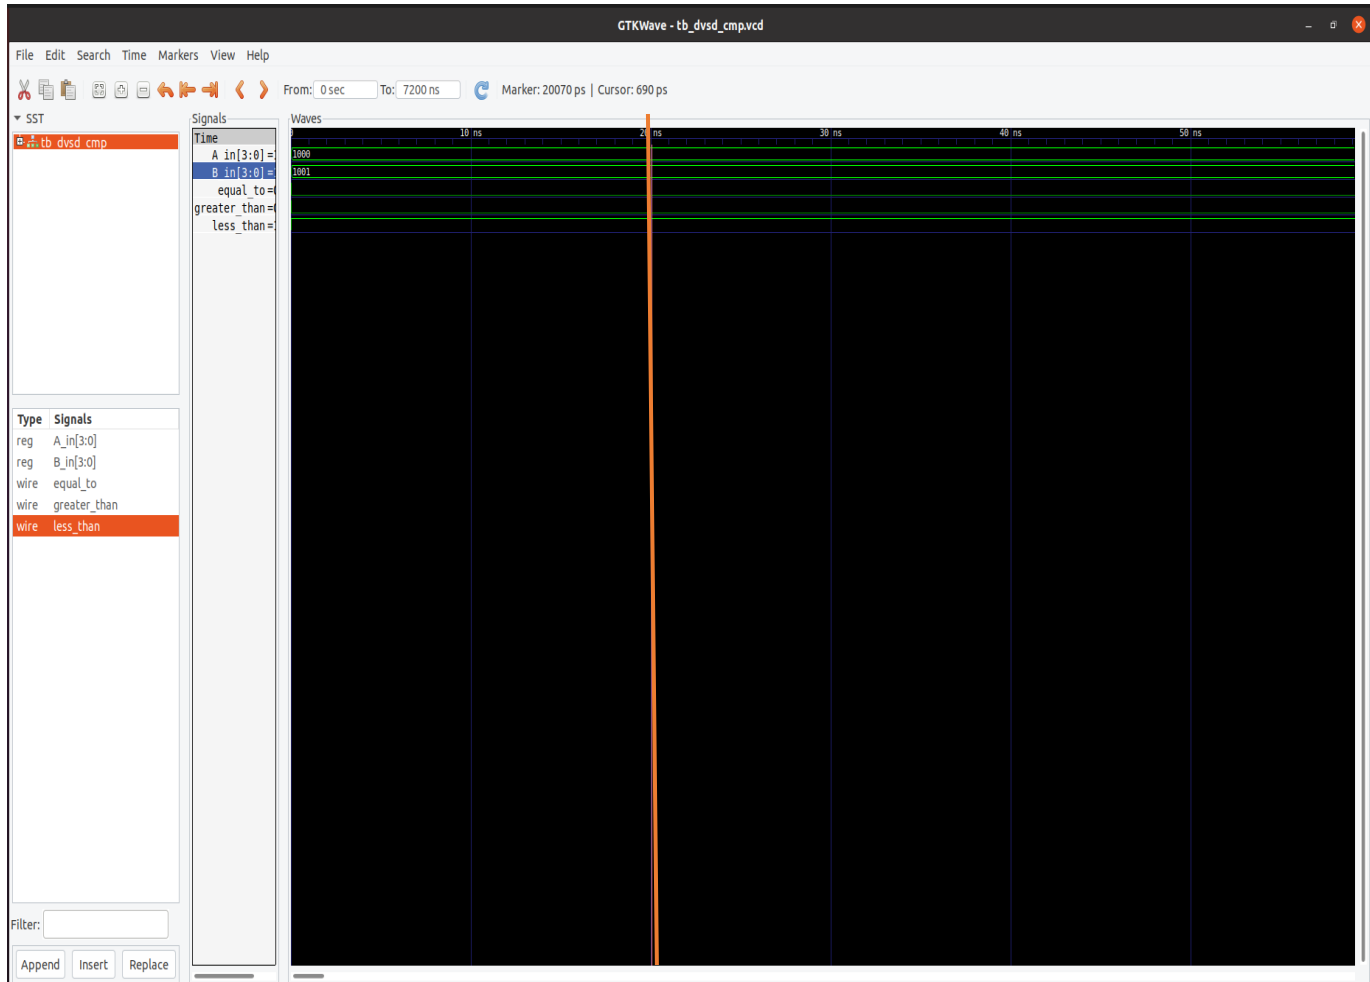 GTKWave - tb_dvsd_cmp.vcd
File Edit Search Time Markers View Help
From: 0 sec To: 7200 ns Marker: 20070 ps | Cursor: 690 ps
SST
tb_dvsd_cmp
Signals
Time
A_in[3:0] =
B_in[3:0] =
equal_to =
greater_than =
less_than =
Waves
0 10 ns 20 ns 30 ns 40 ns 50 ns
1000
1001
Type Signals
reg A_in[3:0]
reg B_in[3:0]
wire equal_to
wire greater_than
wire less_than
Filter:
Append Insert Replace